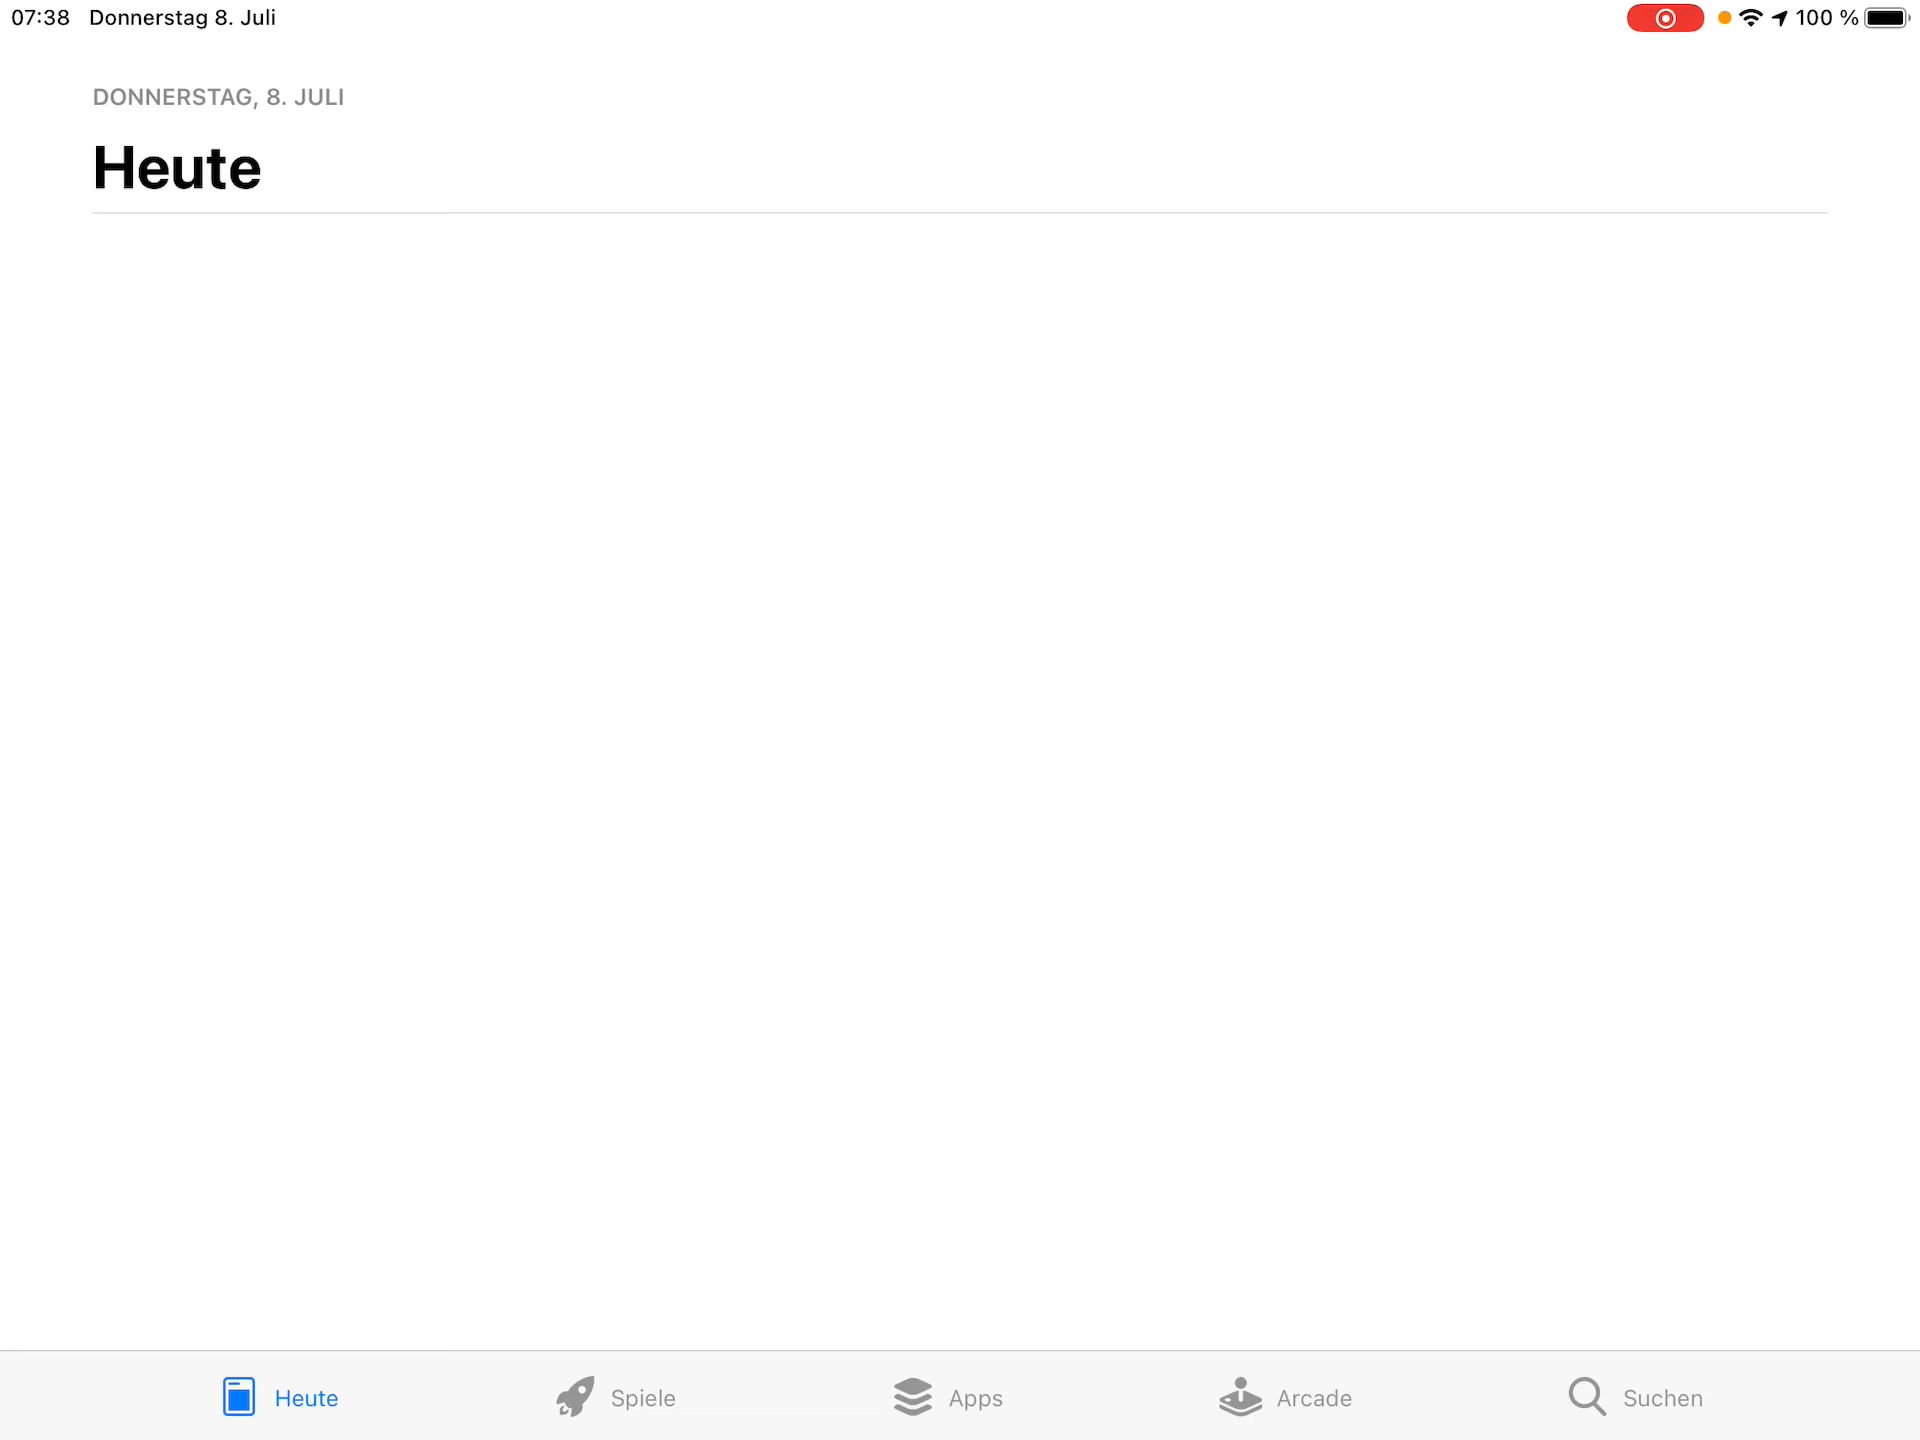 07:38 Donnerstag 8. Juli
100 %
DONNERSTAG, 8. JULI
Heute
Heute
Spiele
Apps
Arcade
Suchen